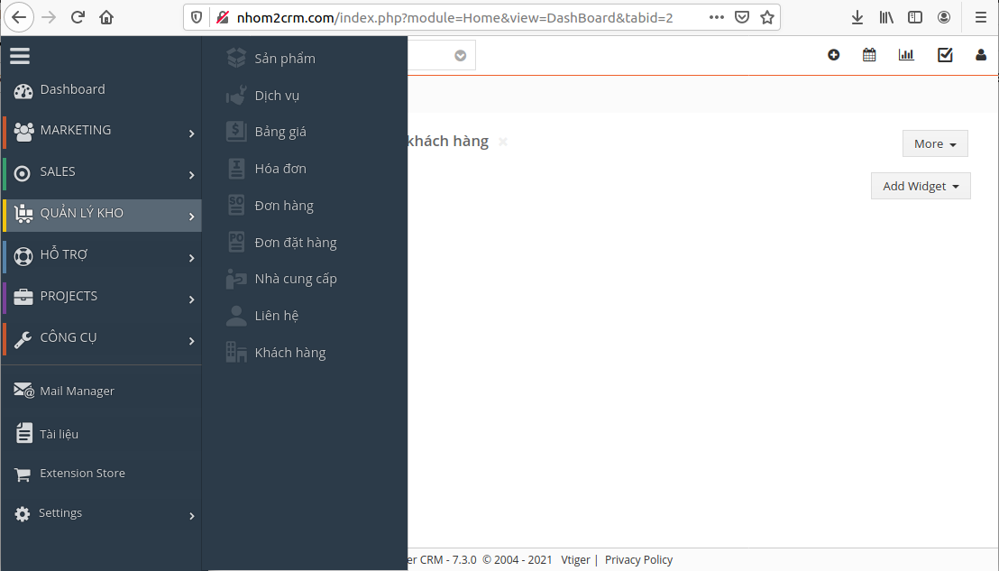 nhom2crm.com/index.php?module=Home&view=DashBoard&tabid=2
Dashboard
MARKETING
SALES
QUẢN LÝ KHO
HỖ TRỢ
PROJECTS
CÔNG CỤ
Mail Manager
Tài liệu
Extension Store
Settings
Sản phẩm
Dịch vụ
Bảng giá
Hóa đơn
SO
Đơn hàng
PO
Đơn đặt hàng
Nhà cung cấp
Liên hệ
Khách hàng
khách hàng
More
Add Widget
er CRM - 7.3.0 © 2004 - 2021 Vtiger | Privacy Policy